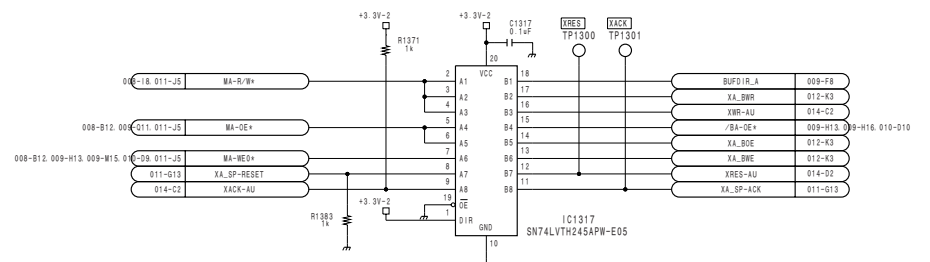 +3.3V-2
R1371
1k
+3.3V-2
C1317
0.1uF
XRES
TP1300
XACK
TP1301
20
VCC
008-I8. 011-J5 MA-R/W*
2 A1 B1 18 BUFDIR_A 009-F8
3 A2 B2 17 XA_BWR 012-K3
4 A3 B3 16 XWR-AU 014-C2
008-B12. 009-Q11. 011-J5 MA-OE*
5 A4 B4 15 /BA-OE* 009-H13. 009-H16. 010-D10
6 A5 B5 14 XA_BOE 012-K3
008-B12. 009-H13. 009-M15. 010-D9. 011-J5 MA-WE0*
7 A6 B6 13 XA_BWE 012-K3
011-G13 XA_SP-RESET
8 A7 B7 12 XRES-AU 014-D2
014-C2 XACK-AU
9 A8 B8 11 XA_SP-ACK 011-G13
19 OE
+3.3V-2
1 DIR
R1383
1k
GND
10
IC1317
SN74LVTH245APW-E05